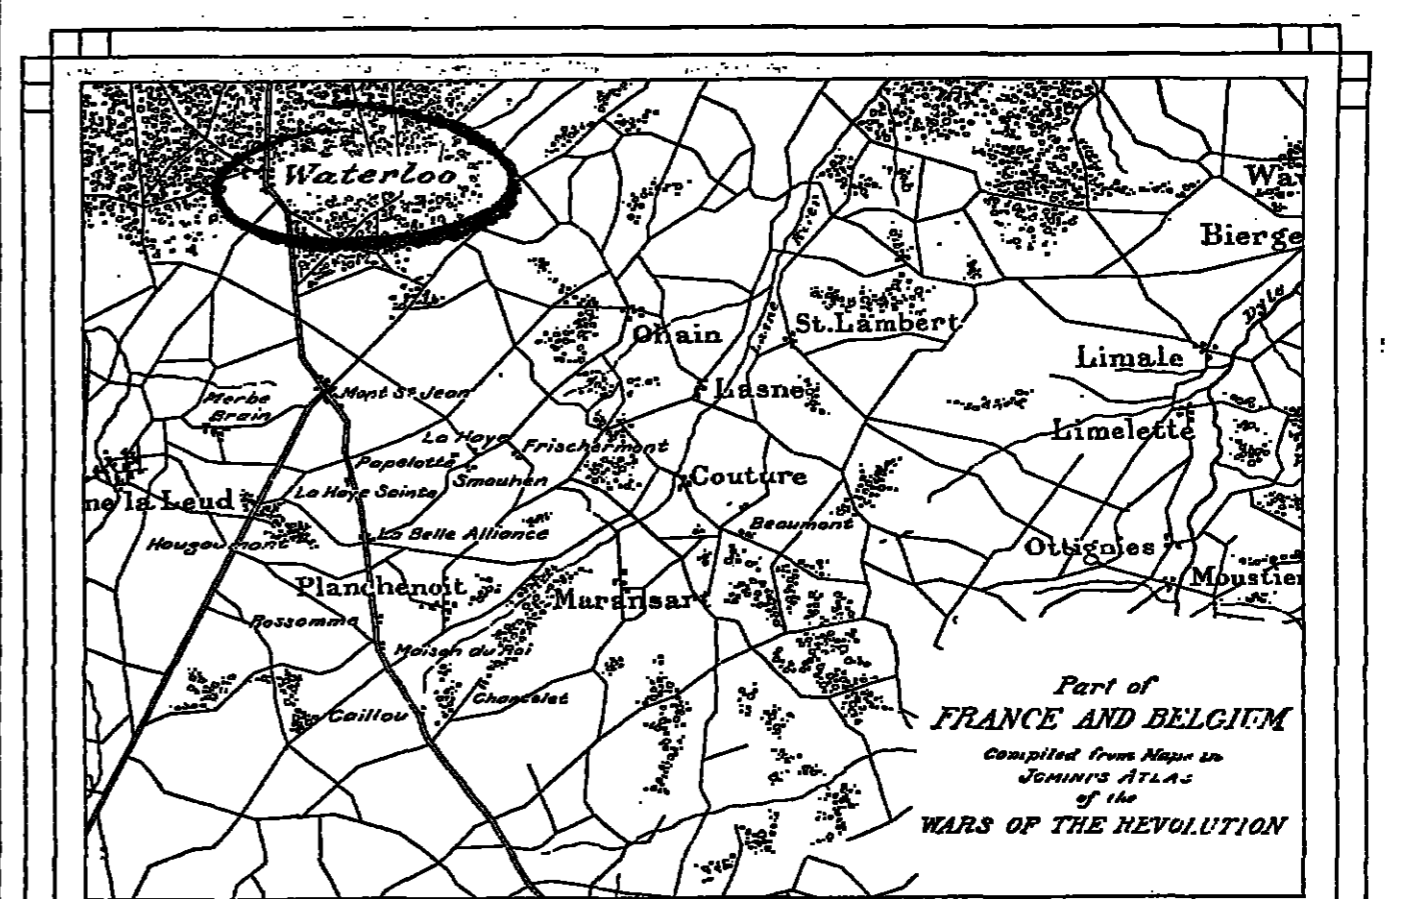 Waterloo
Wav
Bierge
Dyle
Lasne
Ohain
St. Lambert
Limale
Mont St Jean
Lasne
Merbe
Brain
Limelette
La Haye
Frischermont
Papelotte
Smouhen
Couture
La Haye Sainte
ne la Leud
Beaumont
La Belle Alliance
Hougoumont
Ottignies
Planchenoit
Maransart
Moustier
Rossomme
Maison du Roi
Chantelet
Caillou
Part of
FRANCE AND BELGIUM
Compiled from Maps in
JOMINI'S ATLAS
of the
WARS OF THE REVOLUTION